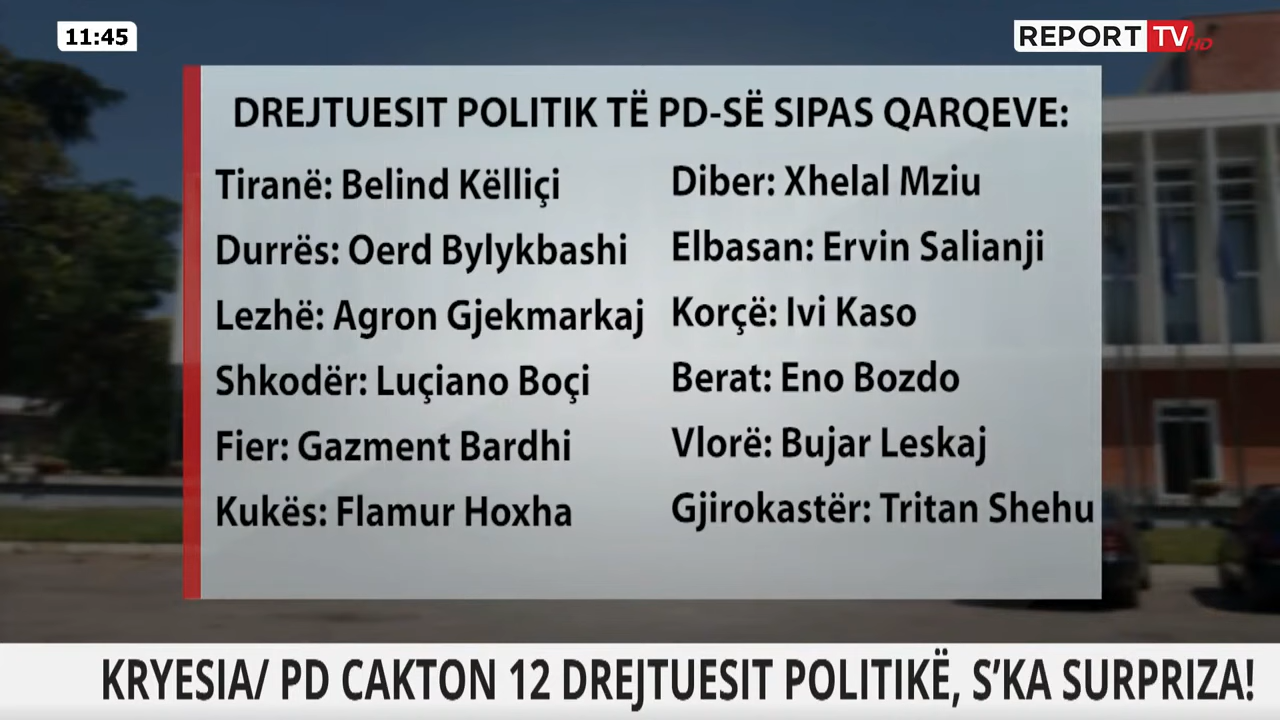 11:45
REPORT TV HD
DREJTUESIT POLITIK TË PD-SË SIPAS QARQEVE:
Tiranë: Belind Këlliçi
Durrës: Oerd Bylykbashi
Lezhë: Agron Gjekmarkaj
Shkodër: Luçiano Boçi
Fier: Gazment Bardhi
Kukës: Flamur Hoxha
Diber: Xhelal Mziu
Elbasan: Ervin Salianji
Korçë: Ivi Kaso
Berat: Eno Bozdo
Vlorë: Bujar Leskaj
Gjirokastër: Tritan Shehu
KRYESIA/ PD CAKTON 12 DREJTUESIT POLITIKË, S’KA SURPRIZA!